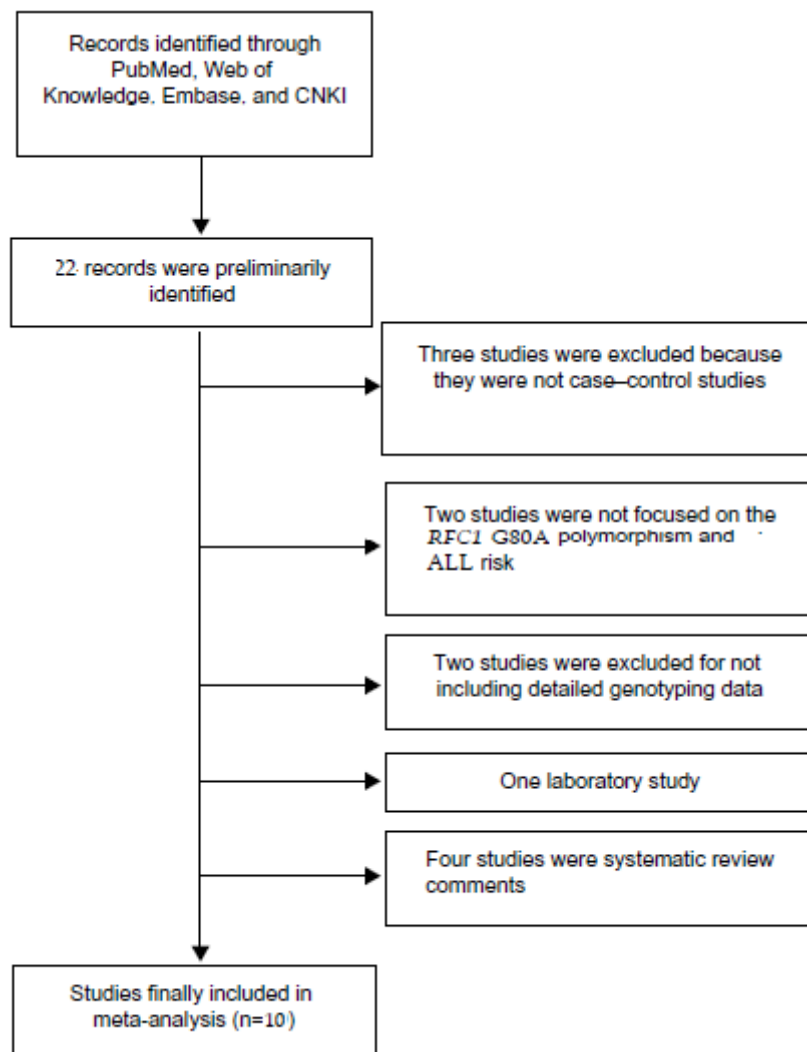 Records identified through
PubMed, Web of
Knowledge, Embase, and CNKI
22 records were preliminarily
identified
Three studies were excluded because
they were not case–control studies
Two studies were not focused on the
RFC1 G80A polymorphism and
ALL risk
Two studies were excluded for not
including detailed genotyping data
One laboratory study
Four studies were systematic review
comments
Studies finally included in
meta-analysis (n=10)